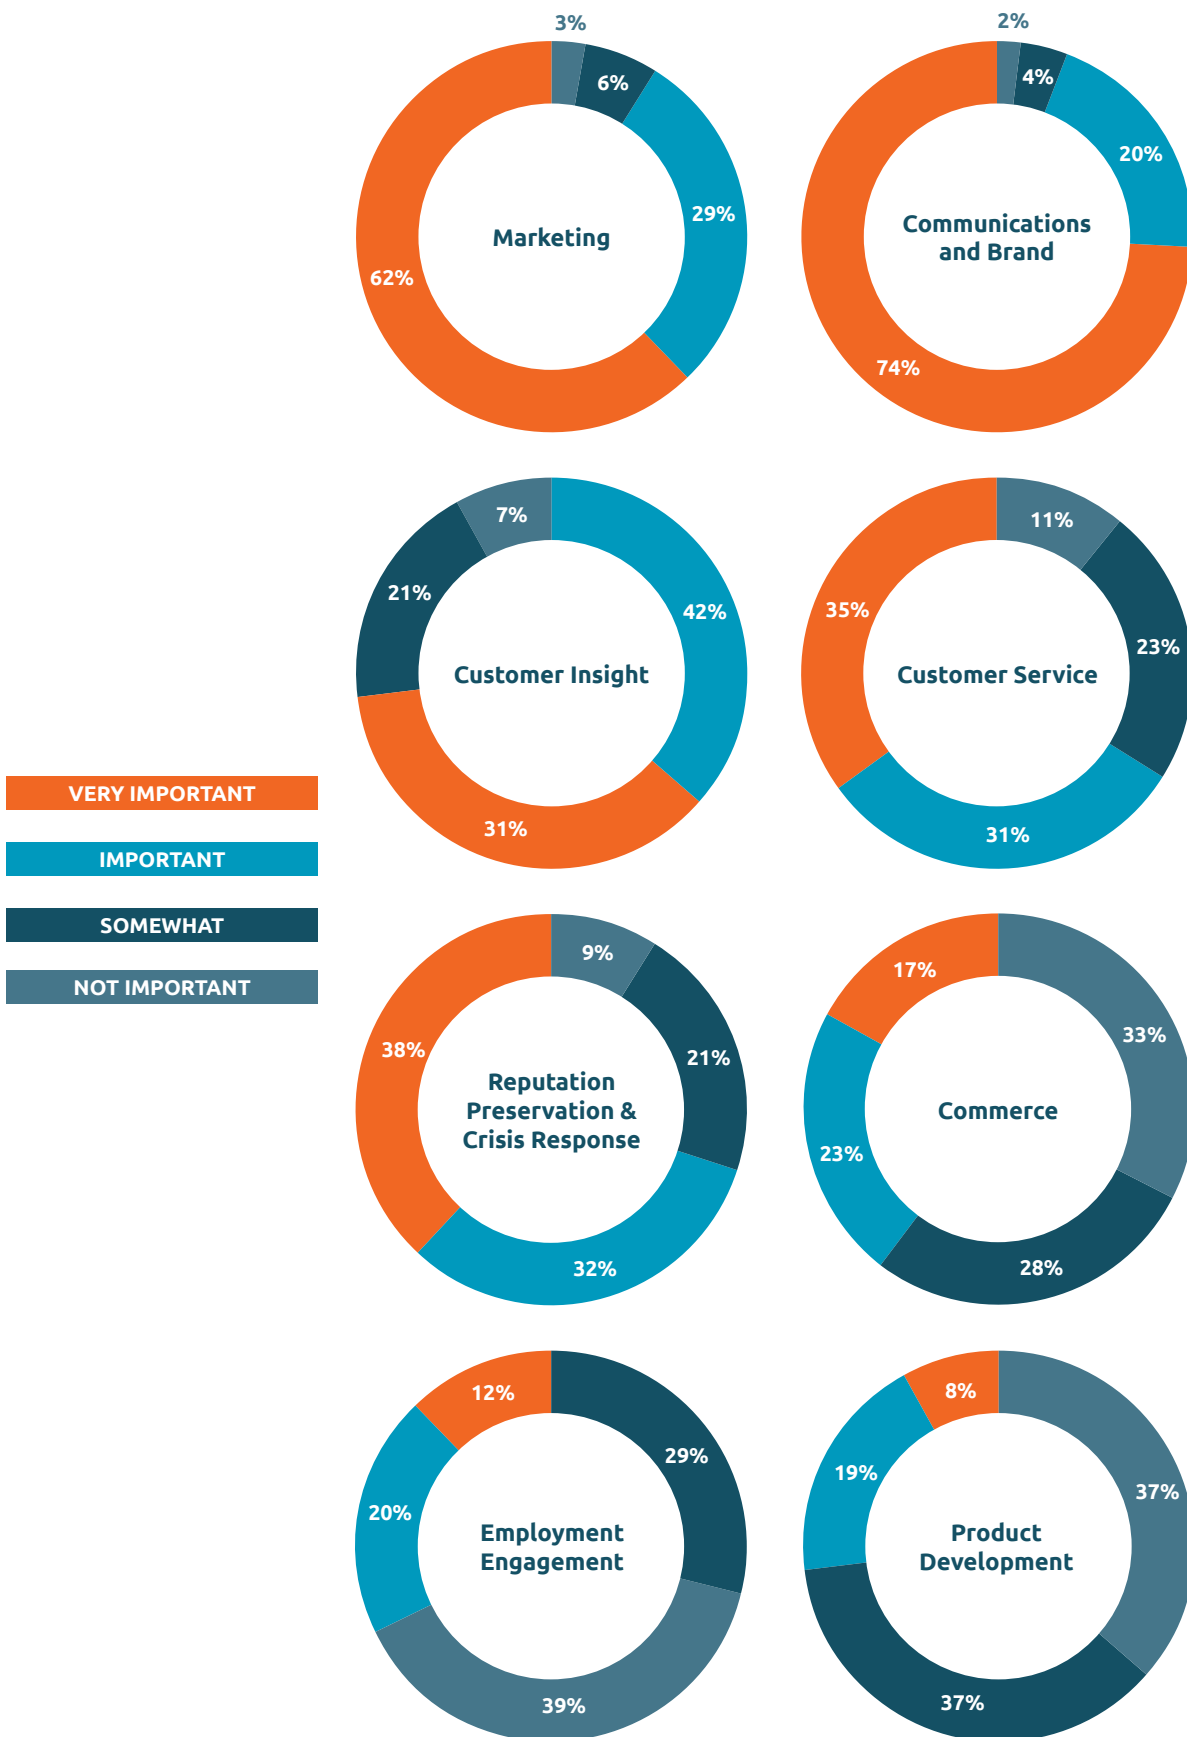 3%
6%
29%
62%
Marketing
2%
4%
20%
74%
Communications
and Brand
7%
42%
21%
31%
Customer Insight
11%
23%
35%
31%
Customer Service
VERY IMPORTANT
IMPORTANT
SOMEWHAT
NOT IMPORTANT
9%
21%
38%
32%
Reputation
Preservation &
Crisis Response
17%
33%
23%
28%
Commerce
12%
29%
20%
39%
Employment
Engagement
8%
37%
19%
37%
Product
Development